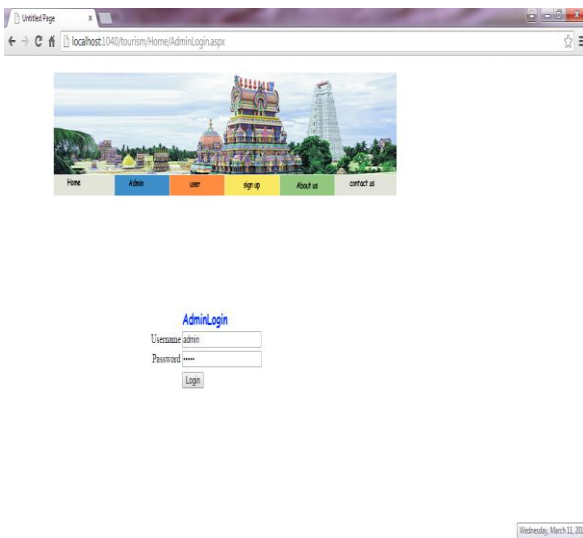 Untitled Page
localhost:1040/tourism/Home/AdminLogin.aspx
Home Admin user sign up About us contact us
AdminLogin
Username admin
Password •••••
Login
Wednesday, March 11, 201